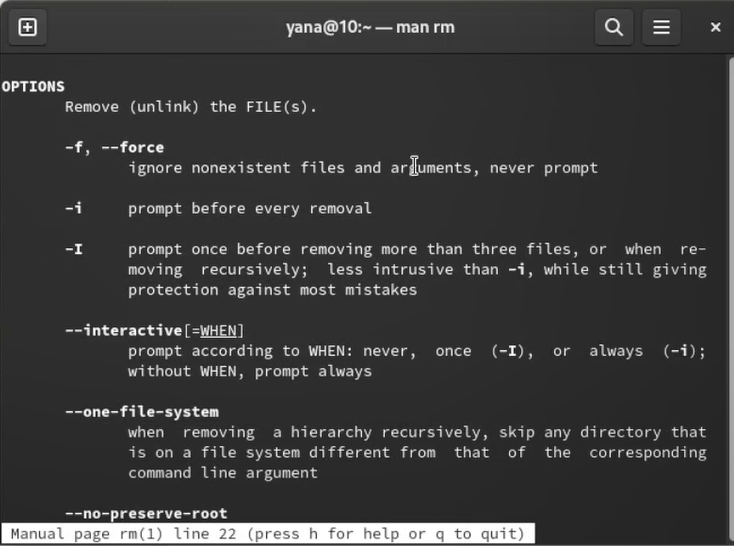 yana@10:~ — man rm
OPTIONS
Remove (unlink) the FILE(s).
-f, --force
ignore nonexistent files and arguments, never prompt
-i prompt before every removal
-I prompt once before removing more than three files, or when re-
moving recursively; less intrusive than -i, while still giving
protection against most mistakes
--interactive[=WHEN]
prompt according to WHEN: never, once (-I), or always (-i);
without WHEN, prompt always
--one-file-system
when removing a hierarchy recursively, skip any directory that
is on a file system different from that of the corresponding
command line argument
--no-preserve-root
Manual page rm(1) line 22 (press h for help or q to quit)